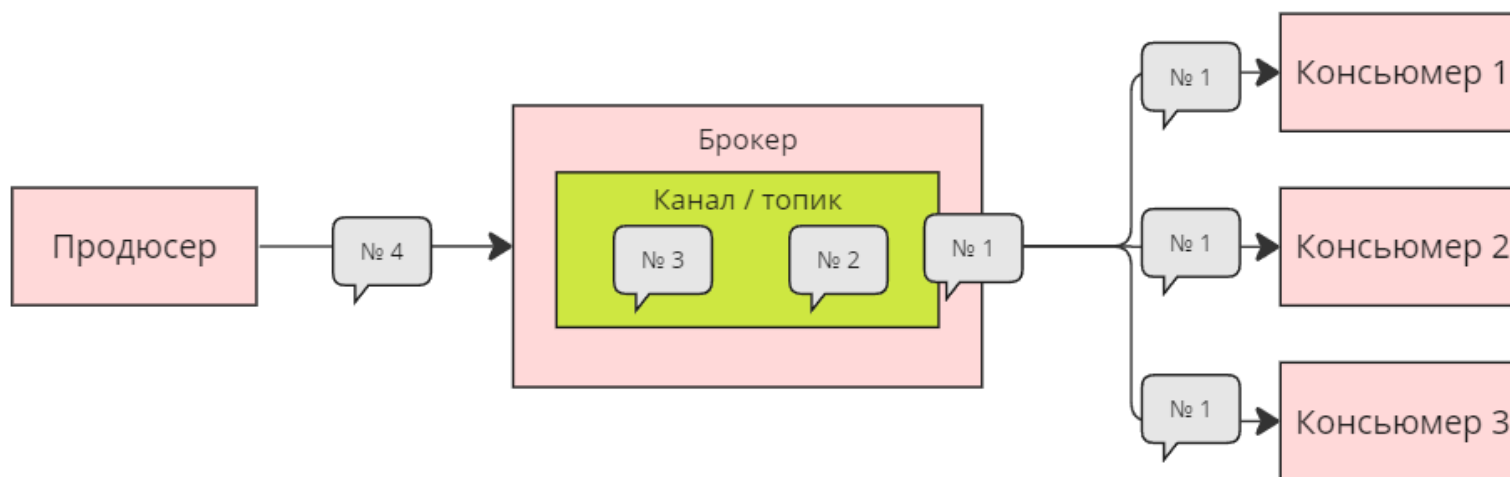 Продюсер
№ 4
Брокер
Канал / топик
№ 3
№ 2
№ 1
№ 1
Консьюмер 1
№ 1
Консьюмер 2
№ 1
Консьюмер 3